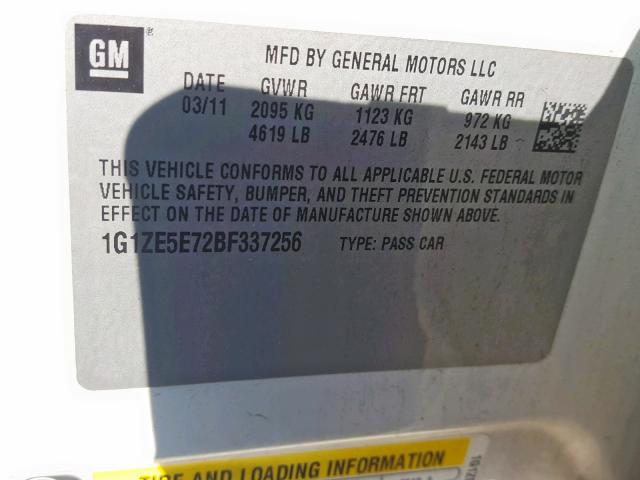 GM
MFD BY GENERAL MOTORS LLC
DATE GVWR GAWR FRT GAWR RR
03/11 2095 KG 1123 KG 972 KG
4619 LB 2476 LB 2143 LB
THIS VEHICLE CONFORMS TO ALL APPLICABLE U.S. FEDERAL MOTOR
VEHICLE SAFETY, BUMPER, AND THEFT PREVENTION STANDARDS IN
EFFECT ON THE DATE OF MANUFACTURE SHOWN ABOVE.
1G1ZE5E72BF337256 TYPE: PASS CAR
TIRE AND LOADING INFORMATION